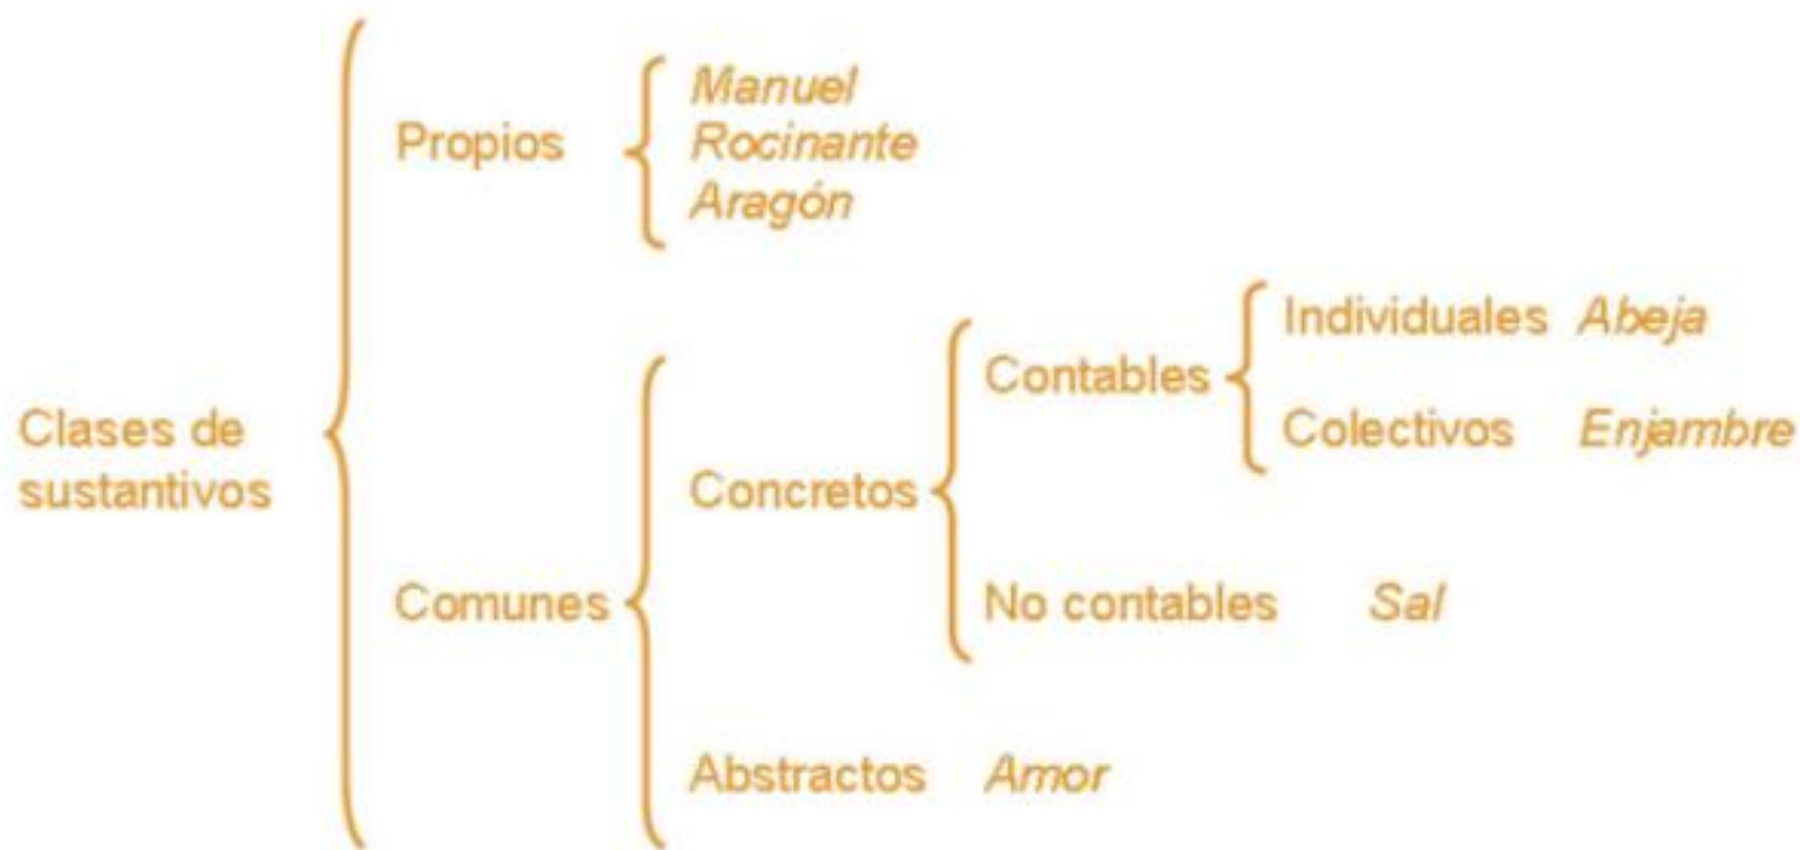 Clases de
sustantivos
Propios
Manuel
Rocinante
Aragón
Comunes
Concretos
Contables
Individuales Abeja
Colectivos Enjambre
No contables Sal
Abstractos Amor